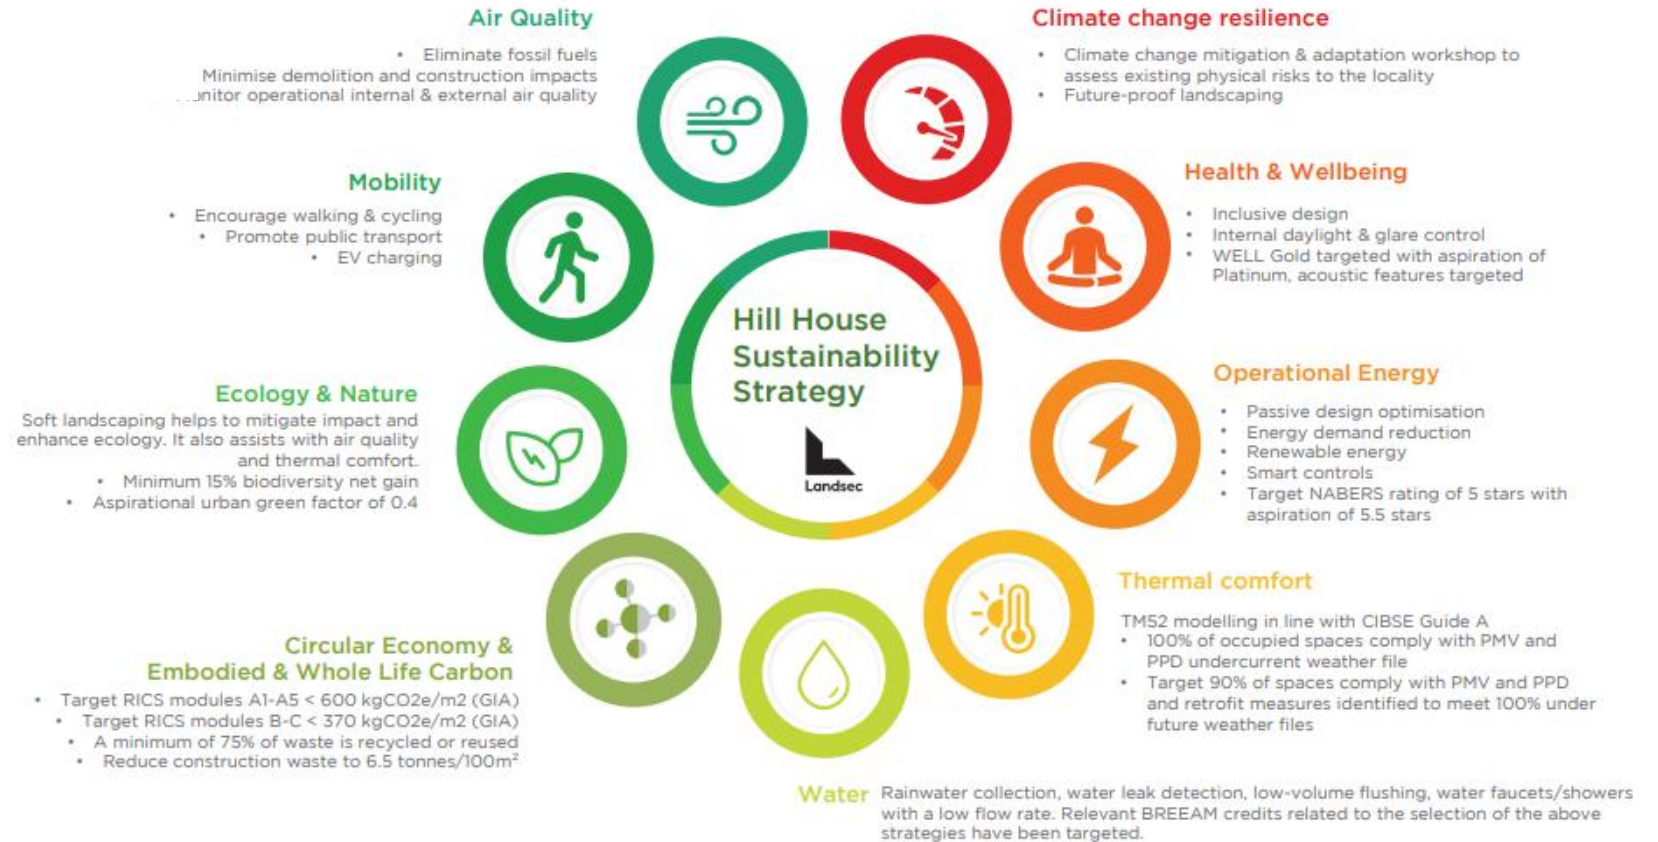 Air Quality
• Eliminate fossil fuels
Minimise demolition and construction impacts
operational internal & external air quality
Climate change resilience
• Climate change mitigation & adaptation workshop to
assess existing physical risks to the locality
• Future-proof landscaping
Mobility
• Encourage walking & cycling
• Promote public transport
• EV charging
Health & Wellbeing
• Inclusive design
• Internal daylight & glare control
• WELL Gold targeted with aspiration of
Platinum, acoustic features targeted
Hill House
Sustainability
Strategy
Landsec
Ecology & Nature
Soft landscaping helps to mitigate impact and
enhance ecology. It also assists with air quality
and thermal comfort.
• Minimum 15% biodiversity net gain
• Aspirational urban green factor of 0.4
Operational Energy
• Passive design optimisation
• Energy demand reduction
• Renewable energy
• Smart controls
• Target NABERS rating of 5 stars with
aspiration of 5.5 stars
Circular Economy &
Embodied & Whole Life Carbon
• Target RICS modules A1-A5 < 600 kgCO2e/m2 (GIA)
• Target RICS modules B-C < 370 kgCO2e/m2 (GIA)
• A minimum of 75% of waste is recycled or reused
• Reduce construction waste to 6.5 tonnes/100m²
Thermal comfort
TM52 modelling in line with CIBSE Guide A
• 100% of occupied spaces comply with PMV and
PPD undercurrent weather file
• Target 90% of spaces comply with PMV and PPD
and retrofit measures identified to meet 100% under
future weather files
Water
Rainwater collection, water leak detection, low-volume flushing, water faucets/showers
with a low flow rate. Relevant BREEAM credits related to the selection of the above
strategies have been targeted.